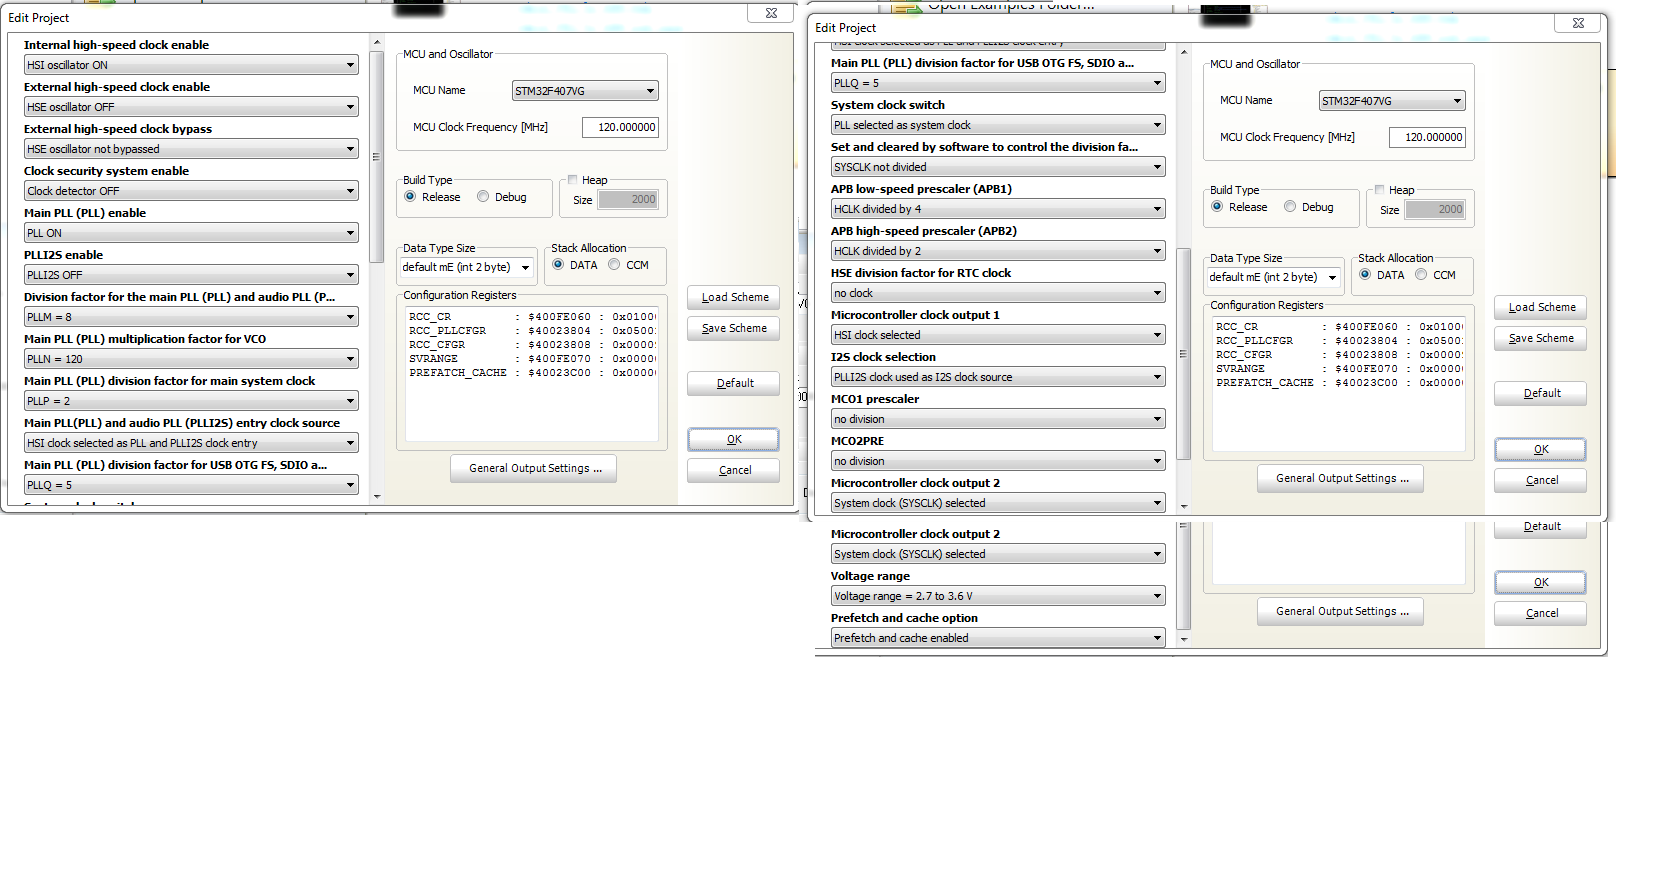 Edit Project
Internal high-speed clock enable
HSI oscillator ON
External high-speed clock enable
HSE oscillator OFF
External high-speed clock bypass
HSE oscillator not bypassed
Clock security system enable
Clock detector OFF
Main PLL (PLL) enable
PLL ON
PLLI2S enable
PLLI2S OFF
Division factor for the main PLL (PLL) and audio PLL (P...
PLLM = 8
Main PLL (PLL) multiplication factor for VCO
PLLN = 120
Main PLL (PLL) division factor for main system clock
PLLP = 2
Main PLL(PLL) and audio PLL (PLLI2S) entry clock source
HSI clock selected as PLL and PLLI2S clock entry
Main PLL (PLL) division factor for USB OTG FS, SDIO a...
PLLQ = 5
MCU and Oscillator
MCU Name STM32F407VG
MCU Clock Frequency [MHz] 120.000000
Build Type
Release Debug
Heap
Size 2000
Data Type Size
default mE (int 2 byte)
Stack Allocation
DATA CCM
Configuration Registers
RCC_CR : $400FE060 : 0x0100
RCC_PLLCFGR : $40023804 : 0x0500
RCC_CFGR : $40023808 : 0x0000
SVRANGE : $400FE070 : 0x0000
PREFATCH_CACHE : $40023C00 : 0x0000
General Output Settings ...
Load Scheme
Save Scheme
Default
OK
Cancel
Open Examples Folder...
Edit Project
HSI clock selected as PLL and PLLI2S clock entry
Main PLL (PLL) division factor for USB OTG FS, SDIO a...
PLLQ = 5
System clock switch
PLL selected as system clock
Set and cleared by software to control the division fa...
SYSCLK not divided
APB low-speed prescaler (APB1)
HCLK divided by 4
APB high-speed prescaler (APB2)
HCLK divided by 2
HSE division factor for RTC clock
no clock
Microcontroller clock output 1
HSI clock selected
I2S clock selection
PLLI2S clock used as I2S clock source
MCO1 prescaler
no division
MCO2PRE
no division
Microcontroller clock output 2
System clock (SYSCLK) selected
MCU and Oscillator
MCU Name STM32F407VG
MCU Clock Frequency [MHz] 120.000000
Build Type
Release Debug
Heap
Size 2000
Data Type Size
default mE (int 2 byte)
Stack Allocation
DATA CCM
Configuration Registers
RCC_CR : $400FE060 : 0x0100
RCC_PLLCFGR : $40023804 : 0x0500
RCC_CFGR : $40023808 : 0x0000
SVRANGE : $400FE070 : 0x0000
PREFATCH_CACHE : $40023C00 : 0x0000
General Output Settings ...
Load Scheme
Save Scheme
Default
OK
Cancel
Microcontroller clock output 2
System clock (SYSCLK) selected
Voltage range
Voltage range = 2.7 to 3.6 V
Prefetch and cache option
Prefetch and cache enabled
General Output Settings ...
Default
OK
Cancel